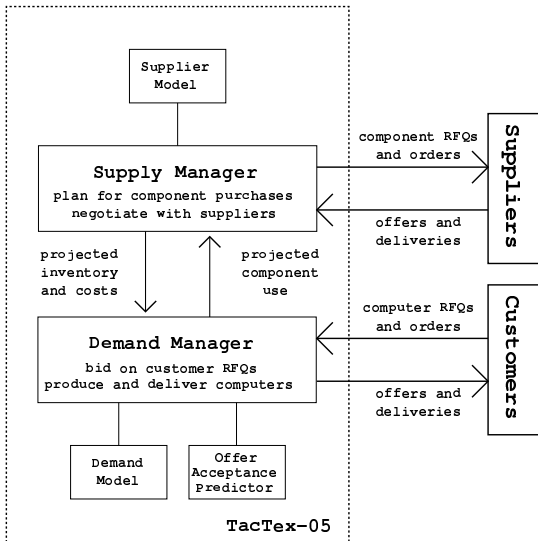 Supplier
Model
Supply Manager
plan for component purchases
negotiate with suppliers
component RFQs
and orders
offers and
deliveries
Suppliers
projected
inventory
and costs
projected
component
use
Demand Manager
bid on customer RFQs
produce and deliver computers
computer RFQs
and orders
offers and
deliveries
Customers
Demand
Model
Offer
Acceptance
Predictor
TacTex-05